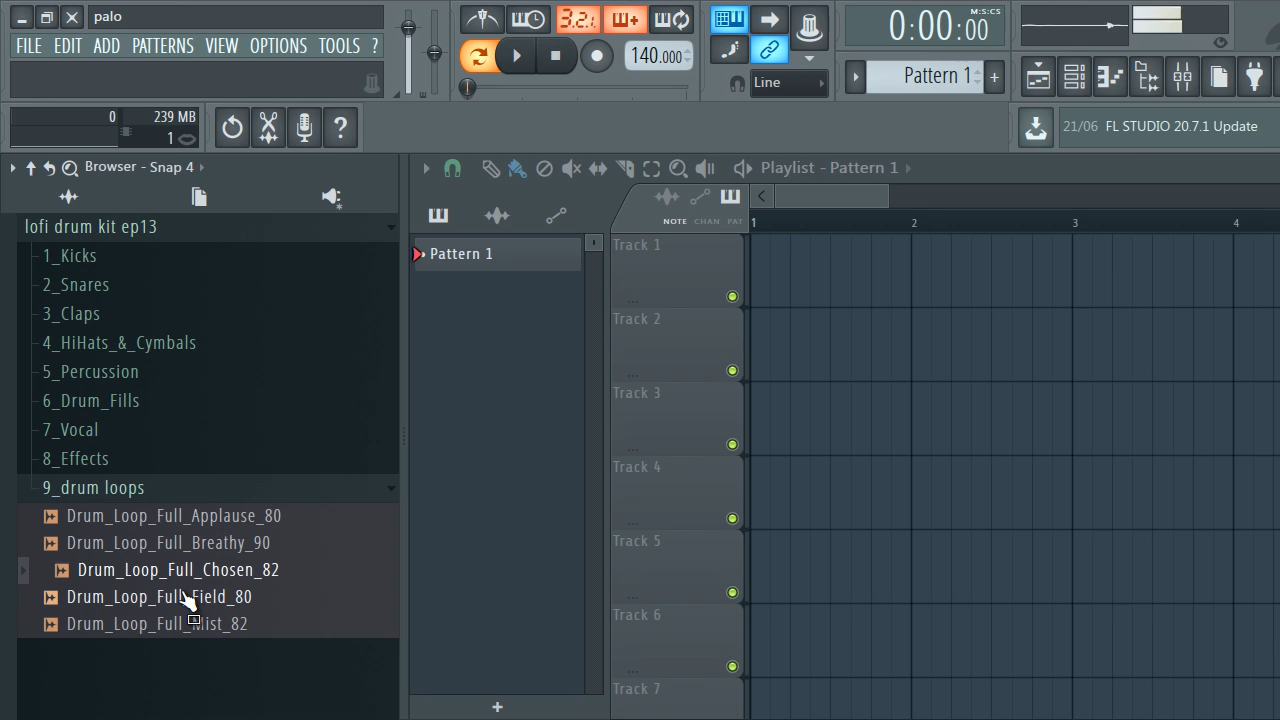 palo
FILE EDIT ADD PATTERNS VIEW OPTIONS TOOLS ?
3.2.1
140.000
0:00:00
M:S:CS
Line
Pattern 1
+
0
239 MB
1
?
21/06 FL STUDIO 20.7.1 Update
Browser - Snap 4
Playlist - Pattern 1
NOTE CHAN PAT
1 2 3 4
lofi drum kit ep13
1_Kicks
2_Snares
3_Claps
4_HiHats_&_Cymbals
5_Percussion
6_Drum_Fills
7_Vocal
8_Effects
9_drum loops
Drum_Loop_Full_Applause_80
Drum_Loop_Full_Breathy_90
Drum_Loop_Full_Chosen_82
Drum_Loop_Full_Field_80
Drum_Loop_Full_Mist_82
Pattern 1
+
Track 1
...
Track 2
...
Track 3
...
Track 4
...
Track 5
...
Track 6
...
Track 7